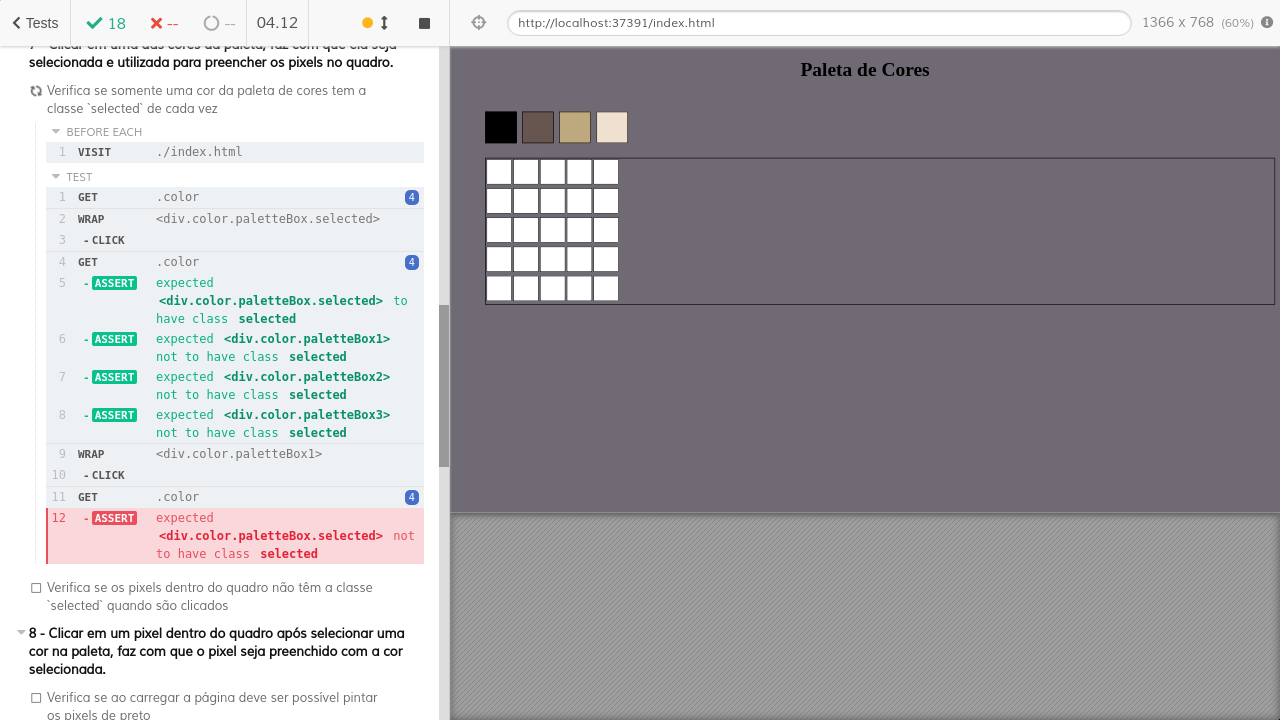 Tests
18
--
--
04.12
http://localhost:37391/index.html
1366 x 768 (60%)
7 - Clicar em uma das cores da paleta, faz com que ela seja
selecionada e utilizada para preencher os pixels no quadro.
Verifica se somente uma cor da paleta de cores tem a
classe `selected` de cada vez
BEFORE EACH
1 VISIT ./index.html
TEST
1 GET .color 4
2 WRAP <div.color.paletteBox.selected>
3 -CLICK
4 GET .color 4
5 -ASSERT expected
<div.color.paletteBox.selected> to
have class selected
6 -ASSERT expected <div.color.paletteBox1>
not to have class selected
7 -ASSERT expected <div.color.paletteBox2>
not to have class selected
8 -ASSERT expected <div.color.paletteBox3>
not to have class selected
9 WRAP <div.color.paletteBox1>
10 -CLICK
11 GET .color 4
12 -ASSERT expected
<div.color.paletteBox.selected> not
to have class selected
Verifica se os pixels dentro do quadro não têm a classe
`selected` quando são clicados
8 - Clicar em um pixel dentro do quadro após selecionar uma
cor na paleta, faz com que o pixel seja preenchido com a cor
selecionada.
Verifica se ao carregar a página deve ser possível pintar
os pixels de preto
Paleta de Cores